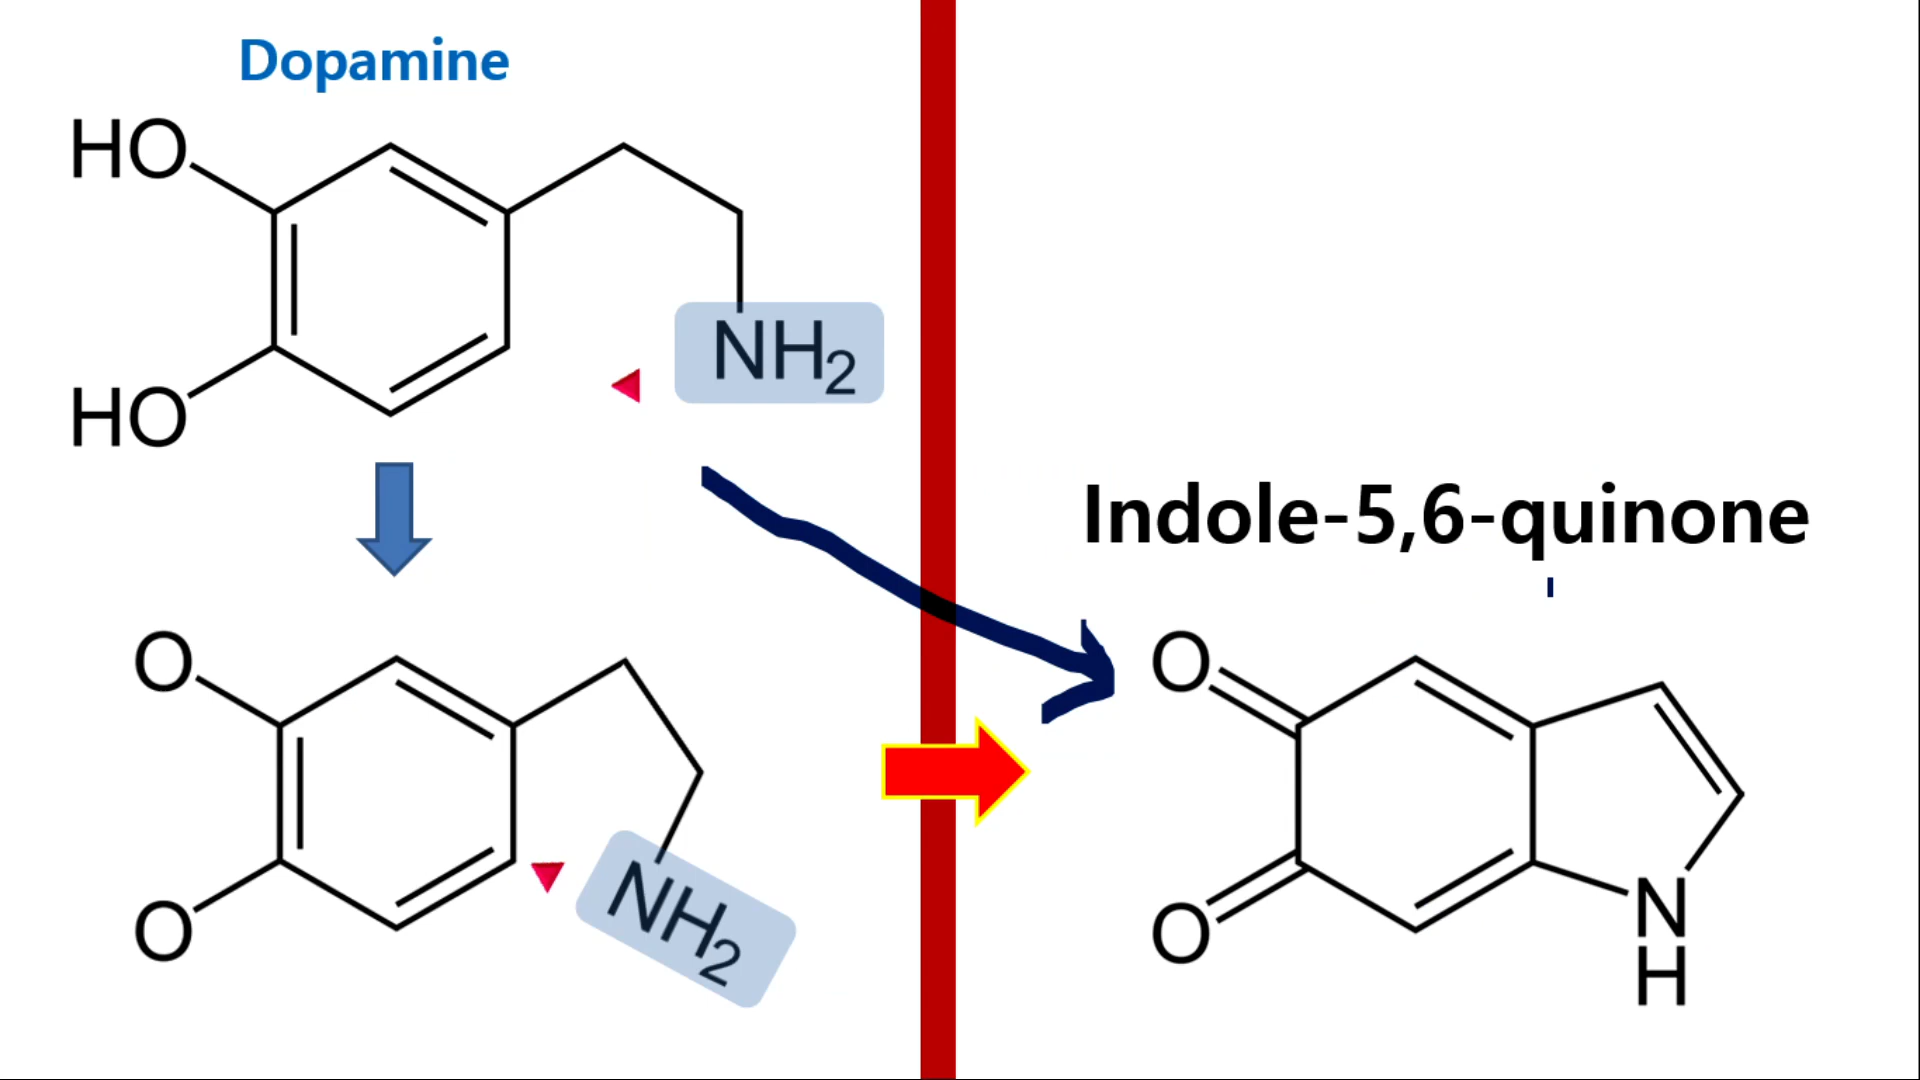 Dopamine
HO
NH2
HO
Indole-5,6-quinone
O
O
NH2
O
O
N
H